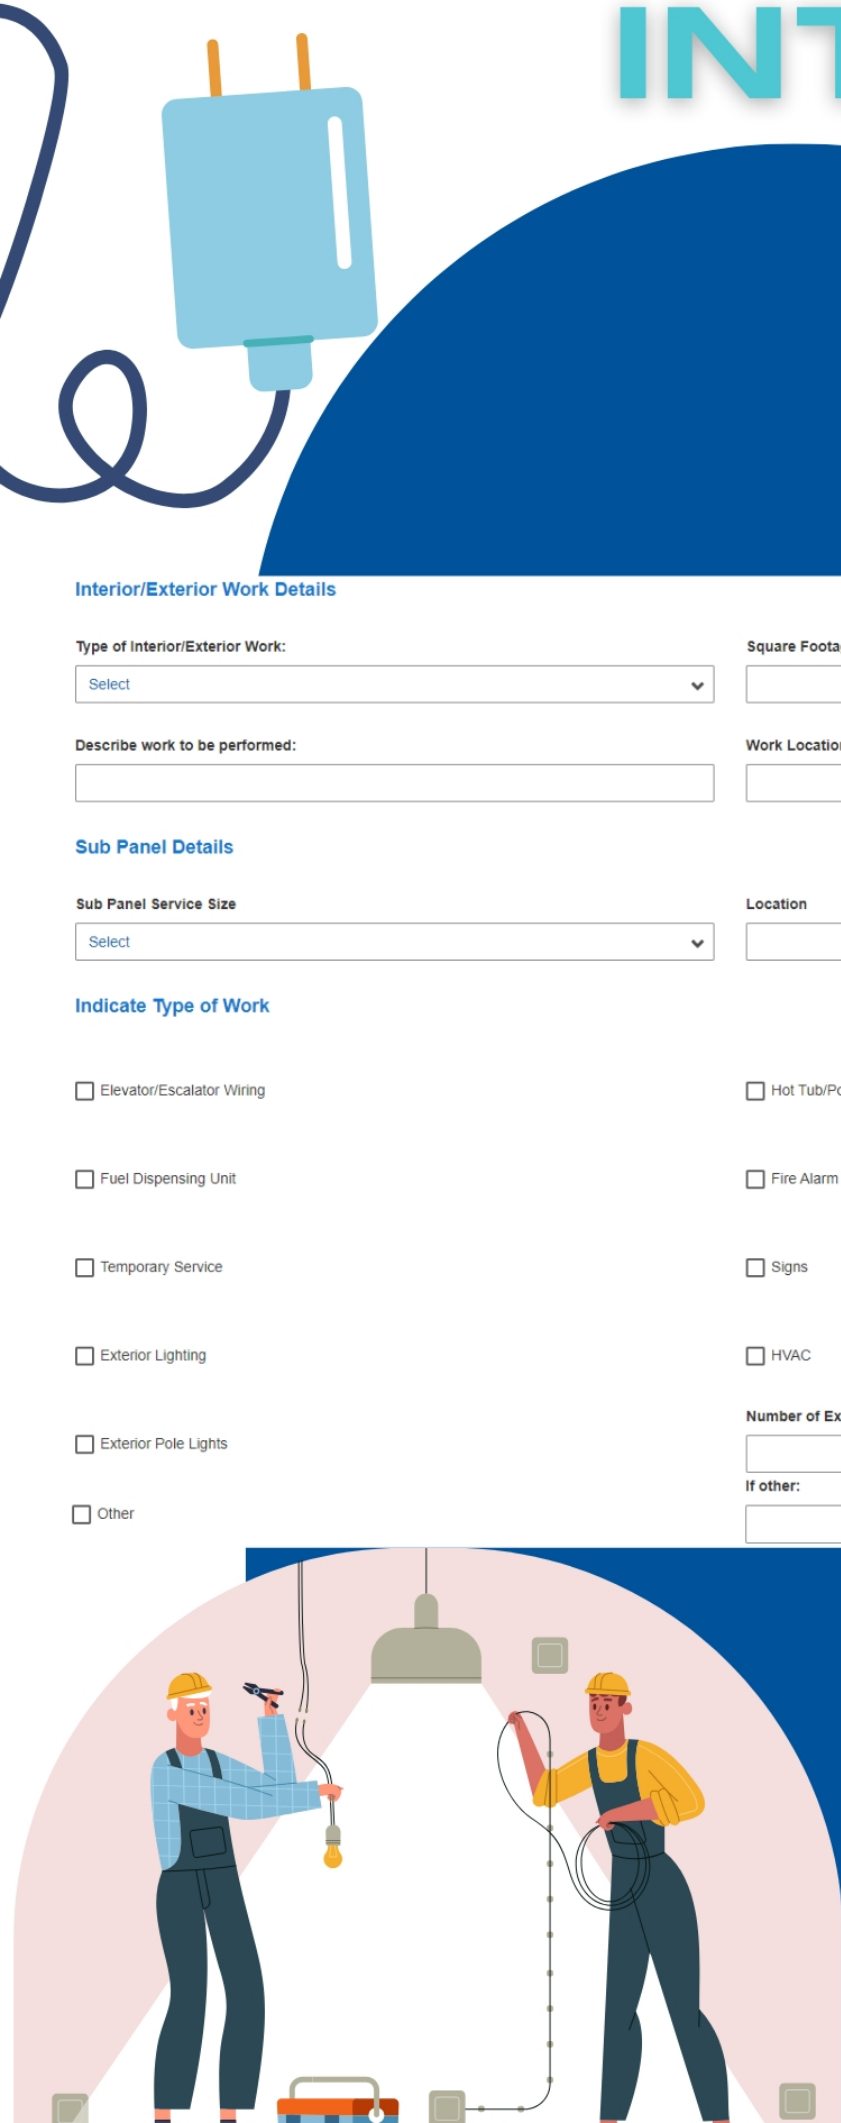 INT
Interior/Exterior Work Details
Type of Interior/Exterior Work: Square Foota
Select
Describe work to be performed: Work Location
Sub Panel Details
Sub Panel Service Size Location
Select
Indicate Type of Work
Elevator/Escalator Wiring Hot Tub/Po
Fuel Dispensing Unit Fire Alarm
Temporary Service Signs
Exterior Lighting HVAC
Number of Ex
Exterior Pole Lights
If other:
Other